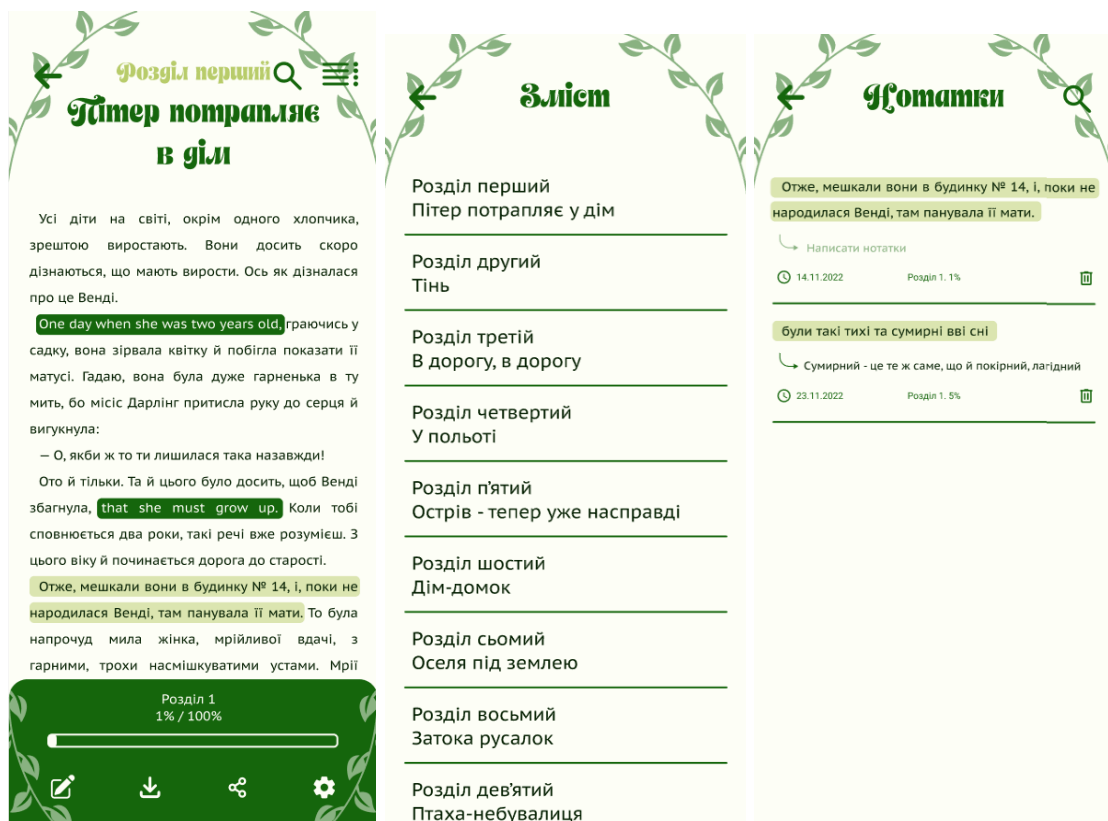 Розділ перший
Пітер потрапляє
в дім
Усі діти на світі, окрім одного хлопчика,
зрештою виростають. Вони досить скоро
дізнаються, що мають вирости. Ось як дізналася
про це Венді.
One day when she was two years old, граючись у
садку, вона зірвала квітку й побігла показати її
матусі. Гадаю, вона була дуже гарненька в ту
мить, бо місіс Дарлінг притисла руку до серця й
вигукнула:
— О, якби ж то ти лишилася така назавжди!
Ото й тільки. Та й цього було досить, щоб Венді
збагнула, that she must grow up. Коли тобі
сповнюється два роки, такі речі вже розумієш. З
цього віку й починається дорога до старості.
Отже, мешкали вони в будинку № 14, і, поки не
народилася Венді, там панувала її мати. То була
напрочуд мила жінка, мрійливої вдачі, з
гарними, трохи насмішкуватими устами. Мрії
Розділ 1
1% / 100%
Зміст
Розділ перший
Пітер потрапляє у дім
Розділ другий
Тінь
Розділ третій
В дорогу, в дорогу
Розділ четвертий
У польоті
Розділ п'ятий
Острів - тепер уже насправді
Розділ шостий
Дім-домок
Розділ сьомий
Оселя під землею
Розділ восьмий
Затока русалок
Розділ дев'ятий
Птаха-небувалиця
Нотатки
Отже, мешкали вони в будинку № 14, і, поки не
народилася Венді, там панувала її мати.
Написати нотатки
14.11.2022 Розділ 1. 1%
були такі тихі та сумирні вві сні
Сумирний - це те ж саме, що й покірний, лагідний
23.11.2022 Розділ 1. 5%